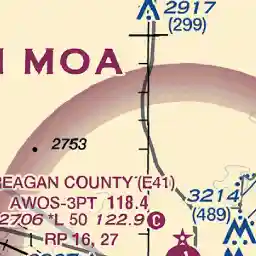 2917
(299)
MOA
2753
REAGAN COUNTY (E41)
AWOS-3PT 118.4
3214
2706 *L 50 122.9 C
(489)
RP 16, 27